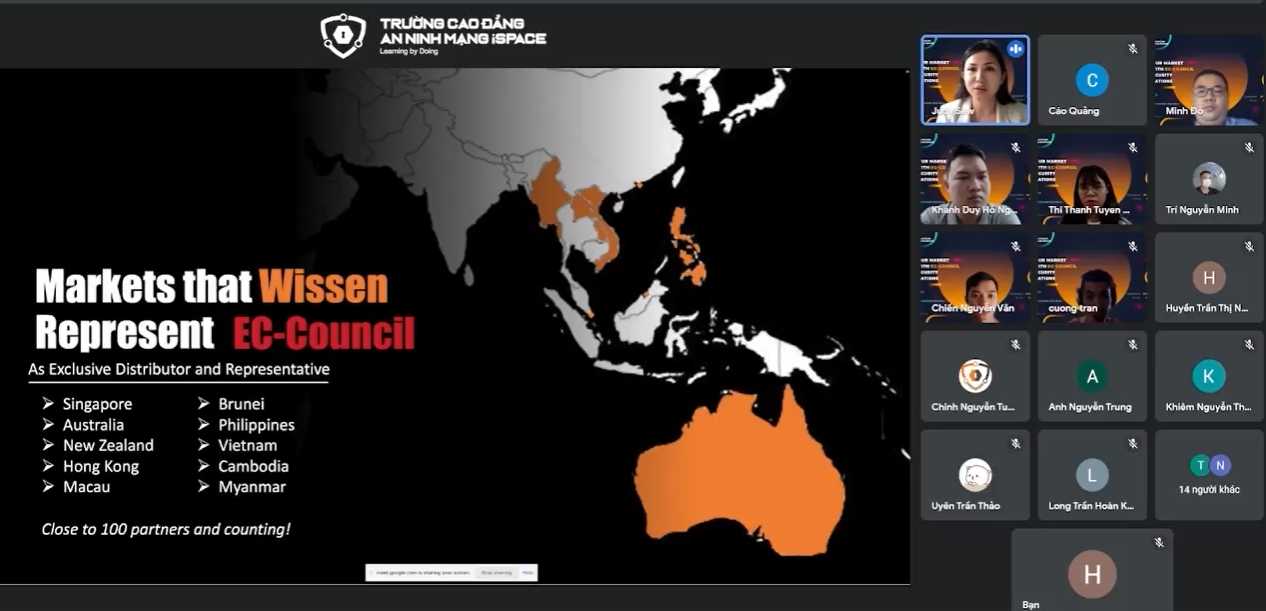 TRƯỜNG CAO ĐẲNG
AN NINH MẠNG iSPACE
Learning by Doing
Markets that Wissen
Represent EC-Council
As Exclusive Distributor and Representative
➢ Singapore
➢ Australia
➢ New Zealand
➢ Hong Kong
➢ Macau
➢ Brunei
➢ Philippines
➢ Vietnam
➢ Cambodia
➢ Myanmar
Close to 100 partners and counting!
meet.google.com is sharing your screen.
Stop sharing
Hide
C
Cáo Quảng
Minh Đỗ
Khánh Duy Hồ Ng...
Thi Thanh Tuyen ...
Trí Nguyễn Minh
Chiến Nguyễn Văn
cuong tran
H
Huyền Trần Thị N...
Chinh Nguyễn Tu...
A
Anh Nguyễn Trung
K
Khiêm Nguyễn Th...
Uyên Trần Thảo
L
Long Trần Hoàn K...
T N
14 người khác
H
Bạn